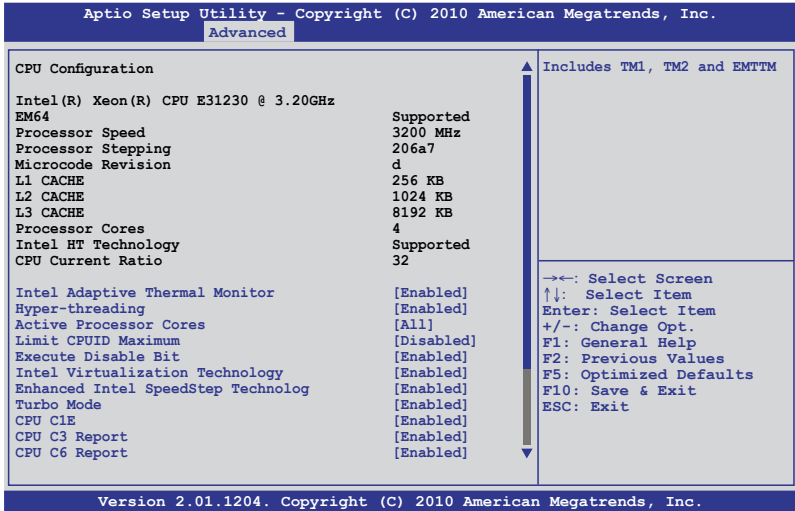 Aptio Setup Utility - Copyright (C) 2010 American Megatrends, Inc.
Advanced
CPU Configuration
Intel(R) Xeon(R) CPU E31230 @ 3.20GHz
EM64 Supported
Processor Speed 3200 MHz
Processor Stepping 206a7
Microcode Revision d
L1 CACHE 256 KB
L2 CACHE 1024 KB
L3 CACHE 8192 KB
Processor Cores 4
Intel HT Technology Supported
CPU Current Ratio 32
Intel Adaptive Thermal Monitor [Enabled]
Hyper-threading [Enabled]
Active Processor Cores [All]
Limit CPUID Maximum [Disabled]
Execute Disable Bit [Enabled]
Intel Virtualization Technology [Enabled]
Enhanced Intel SpeedStep Technolog [Enabled]
Turbo Mode [Enabled]
CPU C1E [Enabled]
CPU C3 Report [Enabled]
CPU C6 Report [Enabled]
Includes TM1, TM2 and EMTTM
→←: Select Screen
↑↓: Select Item
Enter: Select Item
+/-: Change Opt.
F1: General Help
F2: Previous Values
F5: Optimized Defaults
F10: Save & Exit
ESC: Exit
Version 2.01.1204. Copyright (C) 2010 American Megatrends, Inc.